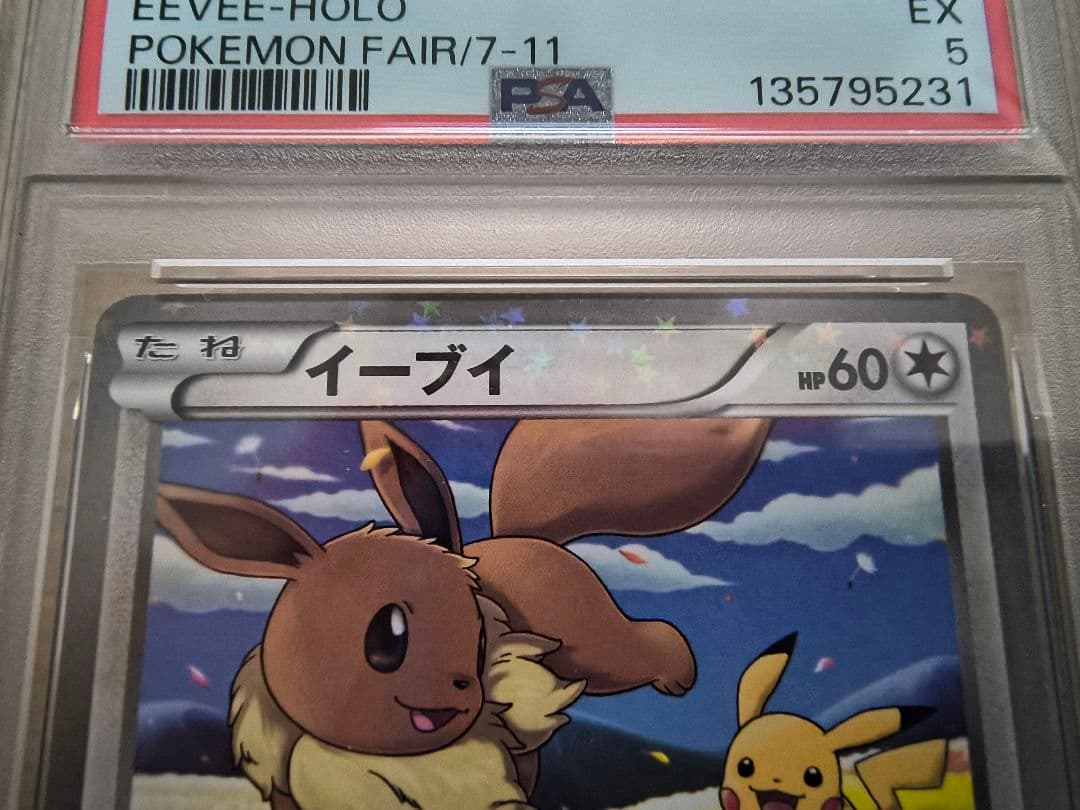 EEVEE-HOLO EX
POKEMON FAIR/7-11 5
PSA 135795231
たね イーブイ HP60